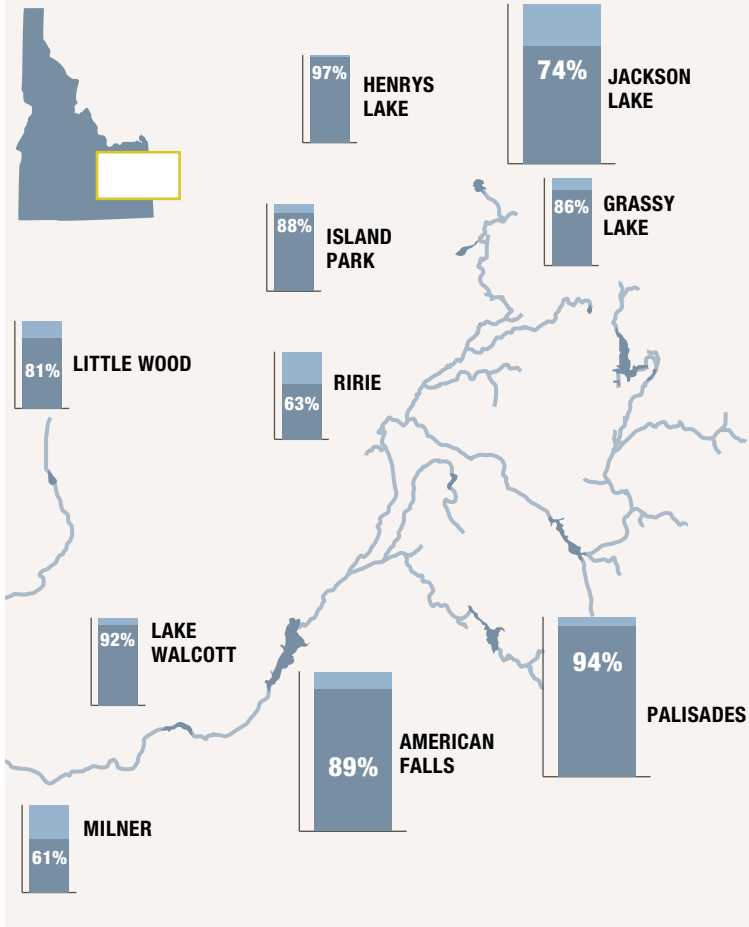 97%
HENRYS
LAKE
74%
JACKSON
LAKE
88%
ISLAND
PARK
86%
GRASSY
LAKE
81%
LITTLE WOOD
63%
RIRIE
92%
LAKE
WALCOTT
94%
PALISADES
89%
AMERICAN
FALLS
61%
MILNER